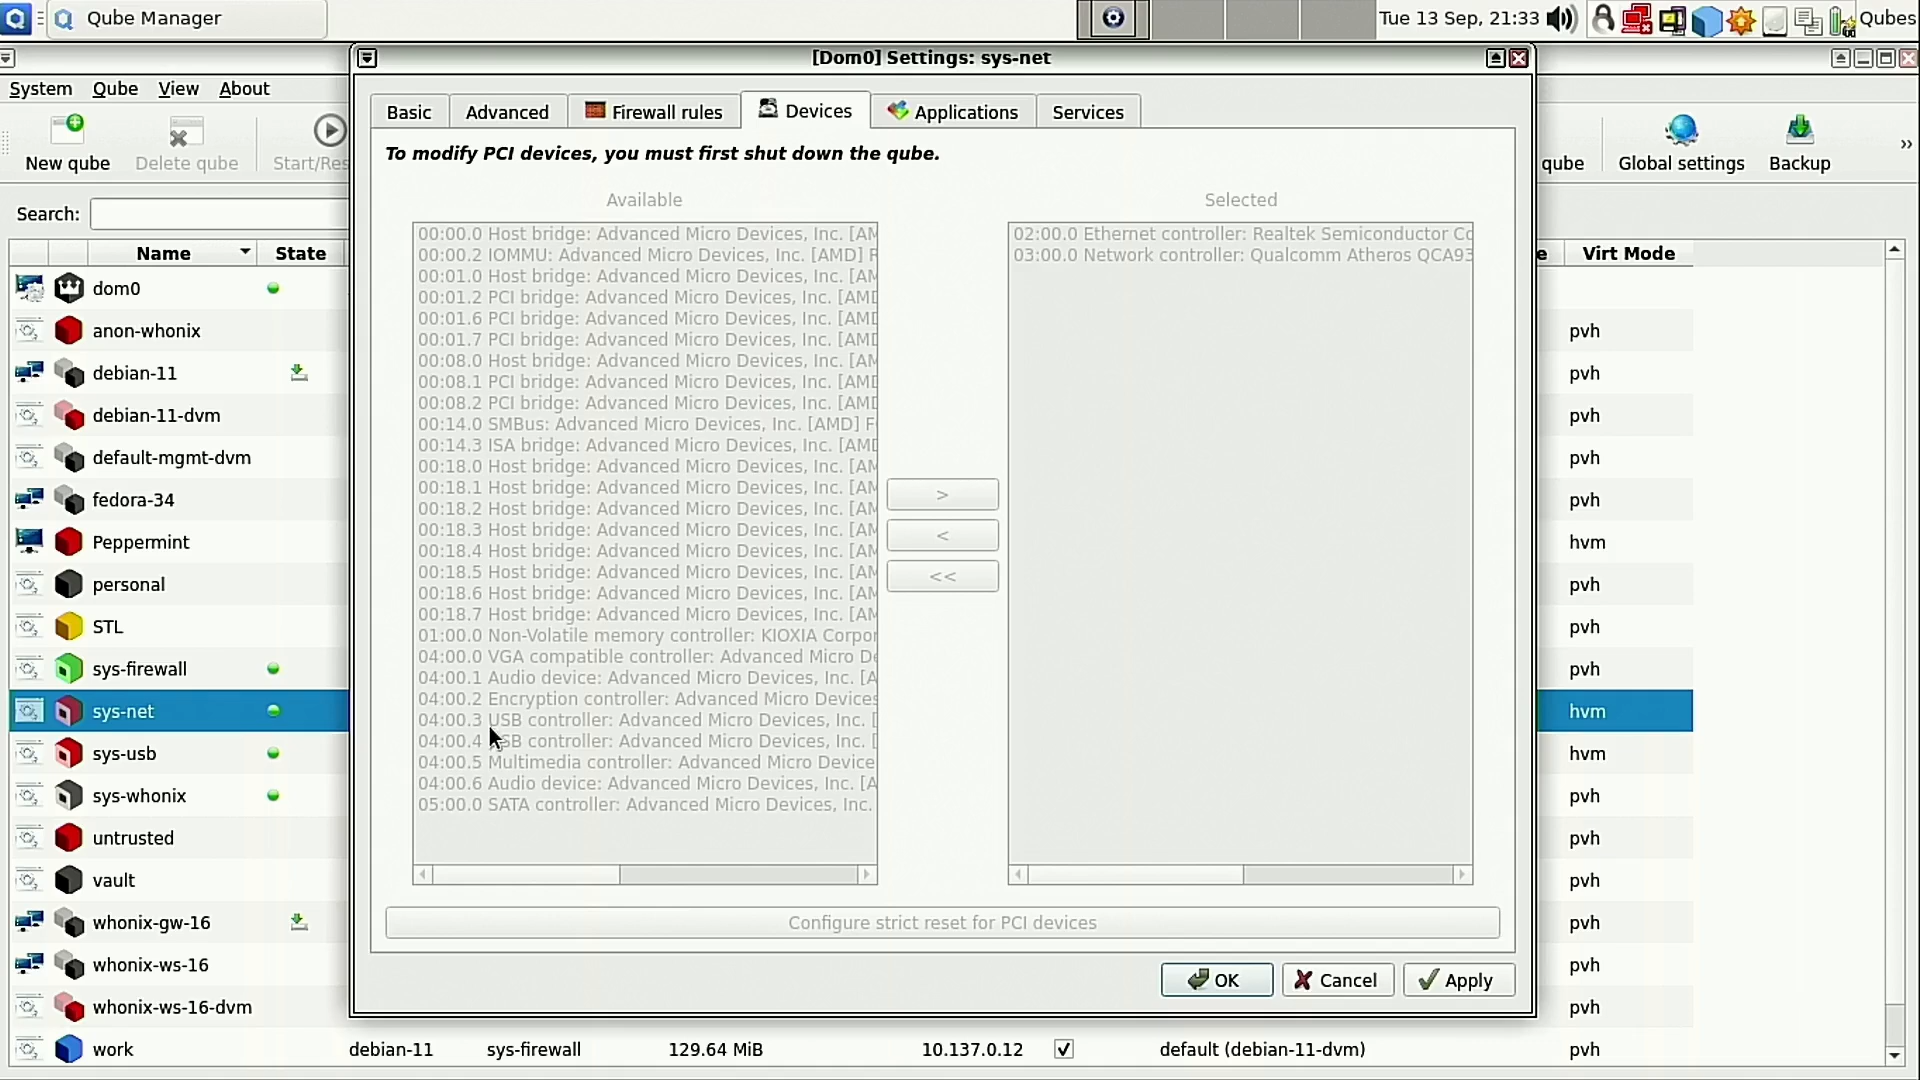 Qube Manager
Tue 13 Sep, 21:33
Qubes
[Dom0] Settings: sys-net
System Qube View About
New qube
Delete qube
Start/Res
qube
Global settings
Backup
»
Search:
Name
State
Virt Mode
dom0
anon-whonix pvh
debian-11 pvh
debian-11-dvm pvh
default-mgmt-dvm pvh
fedora-34 pvh
Peppermint hvm
personal pvh
STL pvh
sys-firewall pvh
sys-net hvm
sys-usb hvm
sys-whonix pvh
untrusted pvh
vault pvh
whonix-gw-16 pvh
whonix-ws-16 pvh
whonix-ws-16-dvm pvh
work debian-11 sys-firewall 129.64 MiB 10.137.0.12 default (debian-11-dvm) pvh
Basic Advanced Firewall rules Devices Applications Services
To modify PCI devices, you must first shut down the qube.
Available
00:00.0 Host bridge: Advanced Micro Devices, Inc. [AM
00:00.2 IOMMU: Advanced Micro Devices, Inc. [AMD] R
00:01.0 Host bridge: Advanced Micro Devices, Inc. [AM
00:01.2 PCI bridge: Advanced Micro Devices, Inc. [AMD
00:01.6 PCI bridge: Advanced Micro Devices, Inc. [AMD
00:01.7 PCI bridge: Advanced Micro Devices, Inc. [AMD
00:08.0 Host bridge: Advanced Micro Devices, Inc. [AM
00:08.1 PCI bridge: Advanced Micro Devices, Inc. [AMD
00:08.2 PCI bridge: Advanced Micro Devices, Inc. [AMD
00:14.0 SMBus: Advanced Micro Devices, Inc. [AMD] F
00:14.3 ISA bridge: Advanced Micro Devices, Inc. [AMD
00:18.0 Host bridge: Advanced Micro Devices, Inc. [AM
00:18.1 Host bridge: Advanced Micro Devices, Inc. [AM
00:18.2 Host bridge: Advanced Micro Devices, Inc. [AM
00:18.3 Host bridge: Advanced Micro Devices, Inc. [AM
00:18.4 Host bridge: Advanced Micro Devices, Inc. [AM
00:18.5 Host bridge: Advanced Micro Devices, Inc. [AM
00:18.6 Host bridge: Advanced Micro Devices, Inc. [AM
00:18.7 Host bridge: Advanced Micro Devices, Inc. [AM
01:00.0 Non-Volatile memory controller: KIOXIA Corpor
04:00.0 VGA compatible controller: Advanced Micro De
04:00.1 Audio device: Advanced Micro Devices, Inc. [A
04:00.2 Encryption controller: Advanced Micro Devices
04:00.3 USB controller: Advanced Micro Devices, Inc. [
04:00.4 USB controller: Advanced Micro Devices, Inc. [
04:00.5 Multimedia controller: Advanced Micro Device
04:00.6 Audio device: Advanced Micro Devices, Inc. [A
05:00.0 SATA controller: Advanced Micro Devices, Inc.
>
<
<<
Selected
02:00.0 Ethernet controller: Realtek Semiconductor Co
03:00.0 Network controller: Qualcomm Atheros QCA93
Configure strict reset for PCI devices
OK Cancel Apply